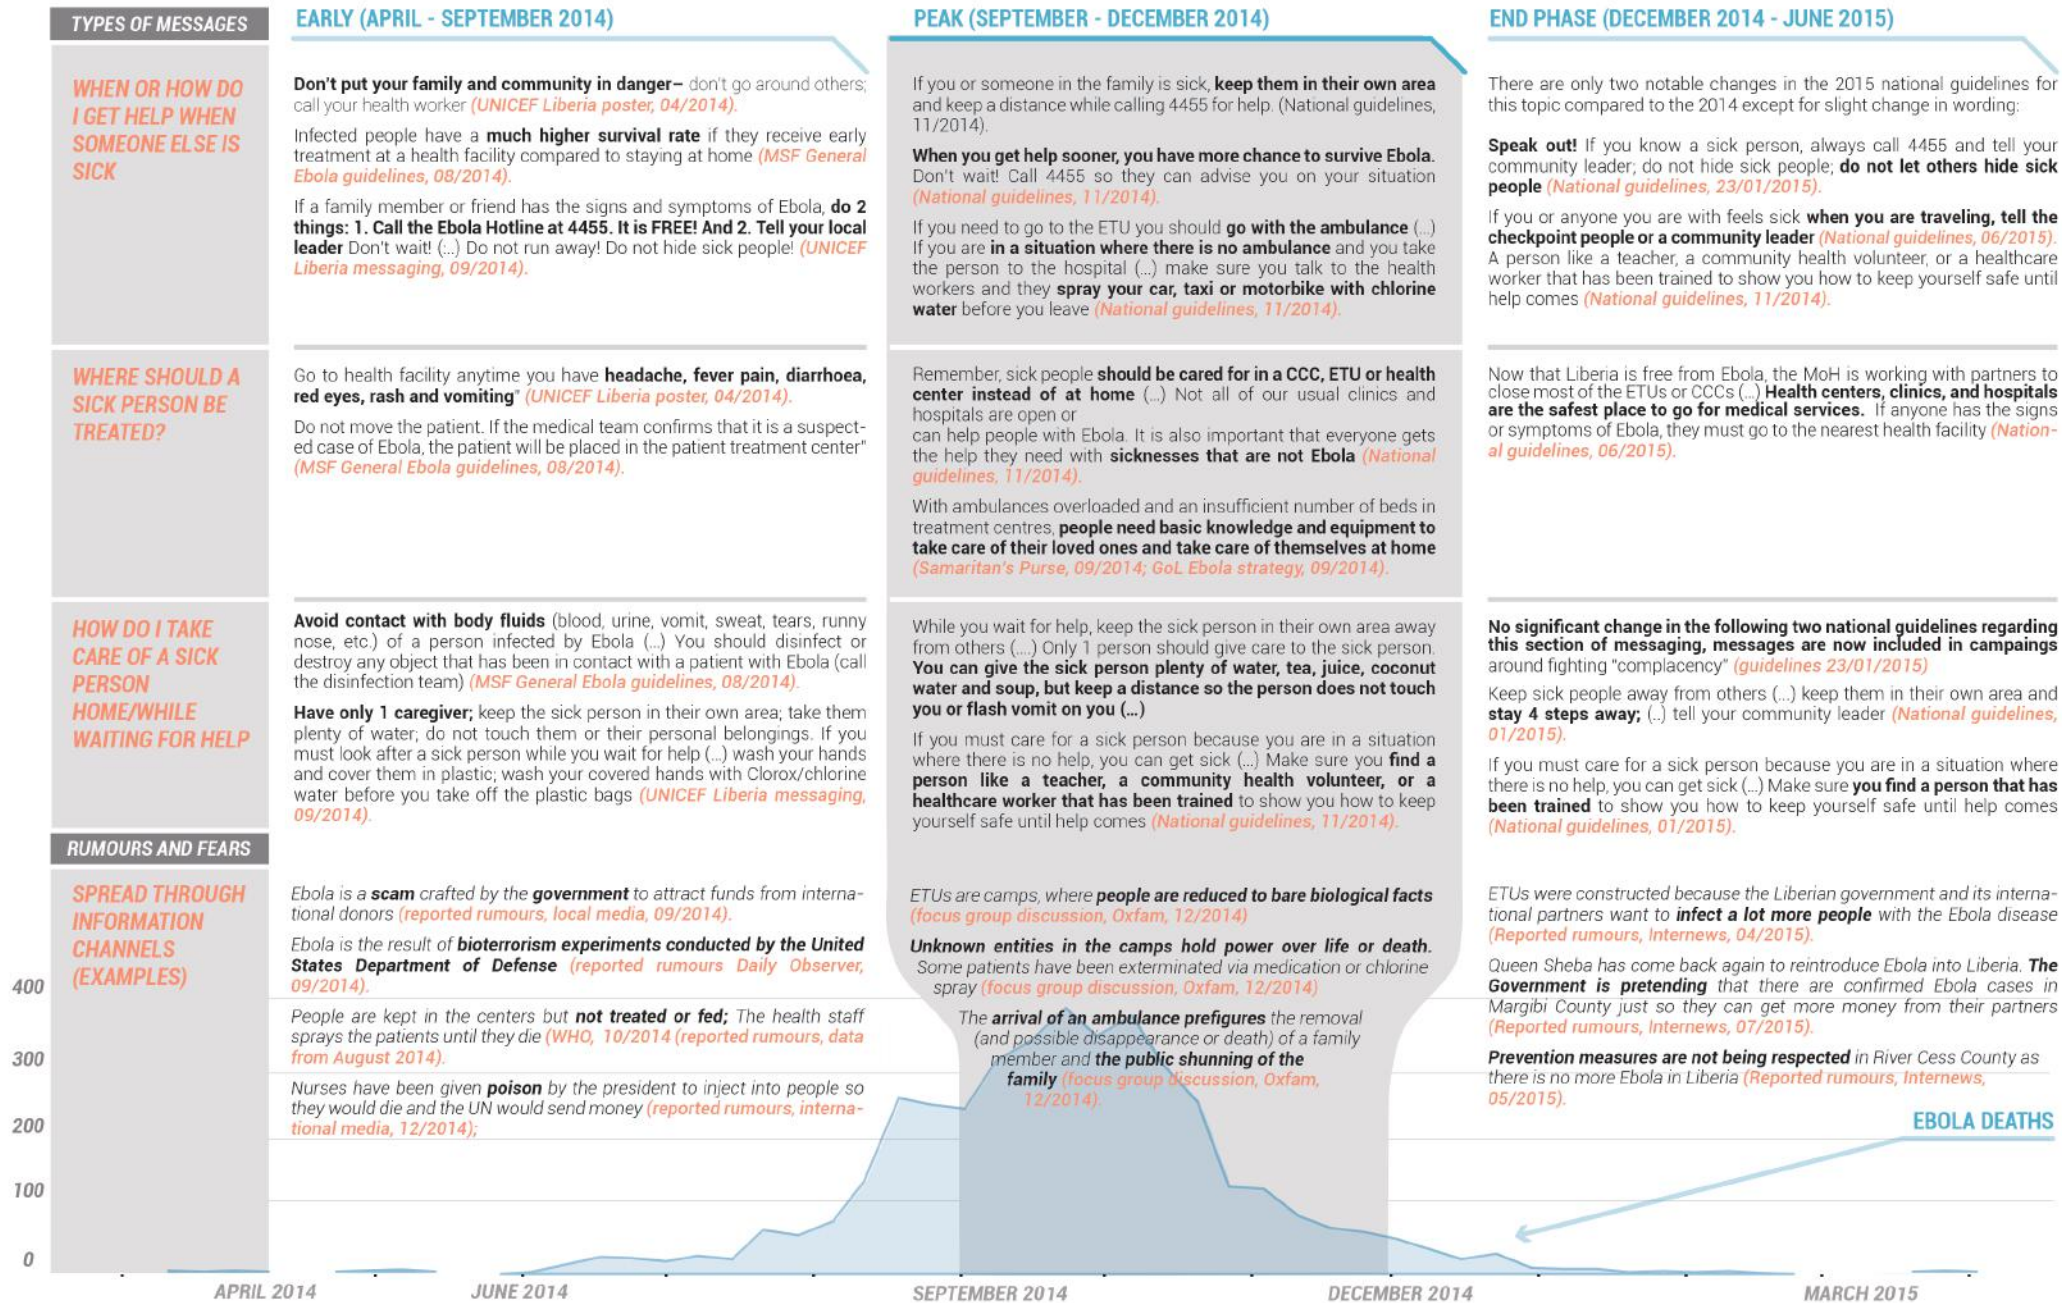 TYPES OF MESSAGES
EARLY (APRIL - SEPTEMBER 2014)
PEAK (SEPTEMBER - DECEMBER 2014)
END PHASE (DECEMBER 2014 - JUNE 2015)
WHEN OR HOW DO
I GET HELP WHEN
SOMEONE ELSE IS
SICK
Don't put your family and community in danger– don't go around others;
call your health worker (UNICEF Liberia poster, 04/2014).
Infected people have a much higher survival rate if they receive early
treatment at a health facility compared to staying at home (MSF General
Ebola guidelines, 08/2014).
If a family member or friend has the signs and symptoms of Ebola, do 2
things: 1. Call the Ebola Hotline at 4455. It is FREE! And 2. Tell your local
leader Don't wait! (:..) Do not run away! Do not hide sick people! (UNICEF
Liberia messaging, 09/2014).
If you or someone in the family is sick, keep them in their own area
and keep a distance while calling 4455 for help. (National guidelines,
11/2014).
When you get help sooner, you have more chance to survive Ebola.
Don't wait! Call 4455 so they can advise you on your situation
(National guidelines, 11/2014).
If you need to go to the ETU you should go with the ambulance (...)
If you are in a situation where there is no ambulance and you take
the person to the hospital (...) make sure you talk to the health
workers and they spray your car, taxi or motorbike with chlorine
water before you leave (National guidelines, 11/2014).
There are only two notable changes in the 2015 national guidelines for
this topic compared to the 2014 except for slight change in wording:
Speak out! If you know a sick person, always call 4455 and tell your
community leader; do not hide sick people; do not let others hide sick
people (National guidelines, 23/01/2015).
If you or anyone you are with feels sick when you are traveling, tell the
checkpoint people or a community leader (National guidelines, 06/2015).
A person like a teacher, a community health volunteer, or a healthcare
worker that has been trained to show you how to keep yourself safe until
help comes (National guidelines, 11/2014).
WHERE SHOULD A
SICK PERSON BE
TREATED?
Go to health facility anytime you have headache, fever pain, diarrhoea,
red eyes, rash and vomiting" (UNICEF Liberia poster, 04/2014).
Do not move the patient. If the medical team confirms that it is a suspect-
ed case of Ebola, the patient will be placed in the patient treatment center"
(MSF General Ebola guidelines, 08/2014).
Remember, sick people should be cared for in a CCC, ETU or health
center instead of at home (...) Not all of our usual clinics and
hospitals are open or
can help people with Ebola. It is also important that everyone gets
the help they need with sicknesses that are not Ebola (National
guidelines, 11/2014).
With ambulances overloaded and an insufficient number of beds in
treatment centres, people need basic knowledge and equipment to
take care of their loved ones and take care of themselves at home
(Samaritan's Purse, 09/2014; GoL Ebola strategy, 09/2014).
Now that Liberia is free from Ebola, the MoH is working with partners to
close most of the ETUs or CCCs (...) Health centers, clinics, and hospitals
are the safest place to go for medical services. If anyone has the signs
or symptoms of Ebola, they must go to the nearest health facility (Nation-
al guidelines, 06/2015).
HOW DO I TAKE
CARE OF A SICK
PERSON
HOME/WHILE
WAITING FOR HELP
Avoid contact with body fluids (blood, urine, vomit, sweat, tears, runny
nose, etc.) of a person infected by Ebola (...) You should disinfect or
destroy any object that has been in contact with a patient with Ebola (call
the disinfection team) (MSF General Ebola guidelines, 08/2014).
Have only 1 caregiver; keep the sick person in their own area; take them
plenty of water; do not touch them or their personal belongings. If you
must look after a sick person while you wait for help (...) wash your hands
and cover them in plastic; wash your covered hands with Clorox/chlorine
water before you take off the plastic bags (UNICEF Liberia messaging,
09/2014).
While you wait for help, keep the sick person in their own area away
from others (....) Only 1 person should give care to the sick person.
You can give the sick person plenty of water, tea, juice, coconut
water and soup, but keep a distance so the person does not touch
you or flash vomit on you (...)
If you must care for a sick person because you are in a situation
where there is no help, you can get sick (...) Make sure you find a
person like a teacher, a community health volunteer, or a
healthcare worker that has been trained to show you how to keep
yourself safe until help comes (National guidelines, 11/2014).
No significant change in the following two national guidelines regarding
this section of messaging, messages are now included in campaings
around fighting "complacency" (guidelines 23/01/2015)
Keep sick people away from others (...) keep them in their own area and
stay 4 steps away; (..) tell your community leader (National guidelines,
01/2015).
If you must care for a sick person because you are in a situation where
there is no help, you can get sick (...) Make sure you find a person that has
been trained to show you how to keep yourself safe until help comes
(National guidelines, 01/2015).
RUMOURS AND FEARS
SPREAD THROUGH
INFORMATION
CHANNELS
(EXAMPLES)
Ebola is a scam crafted by the government to attract funds from interna-
tional donors (reported rumours, local media, 09/2014).
Ebola is the result of bioterrorism experiments conducted by the United
States Department of Defense (reported rumours Daily Observer,
09/2014).
People are kept in the centers but not treated or fed; The health staff
sprays the patients until they die (WHO, 10/2014 (reported rumours, data
from August 2014).
Nurses have been given poison by the president to inject into people so
they would die and the UN would send money (reported rumours, interna-
tional media, 12/2014);
ETUs are camps, where people are reduced to bare biological facts
(focus group discussion, Oxfam, 12/2014)
Unknown entities in the camps hold power over life or death.
Some patients have been exterminated via medication or chlorine
spray (focus group discussion, Oxfam, 12/2014)
The arrival of an ambulance prefigures the removal
(and possible disappearance or death) of a family
member and the public shunning of the
family (focus group discussion, Oxfam,
12/2014).
ETUs were constructed because the Liberian government and its interna-
tional partners want to infect a lot more people with the Ebola disease
(Reported rumours, Internews, 04/2015).
Queen Sheba has come back again to reintroduce Ebola into Liberia. The
Government is pretending that there are confirmed Ebola cases in
Margibi County just so they can get more money from their partners
(Reported rumours, Internews, 07/2015).
Prevention measures are not being respected in River Cess County as
there is no more Ebola in Liberia (Reported rumours, Internews,
05/2015).
EBOLA DEATHS
400
300
200
100
0
APRIL 2014
JUNE 2014
SEPTEMBER 2014
DECEMBER 2014
MARCH 2015